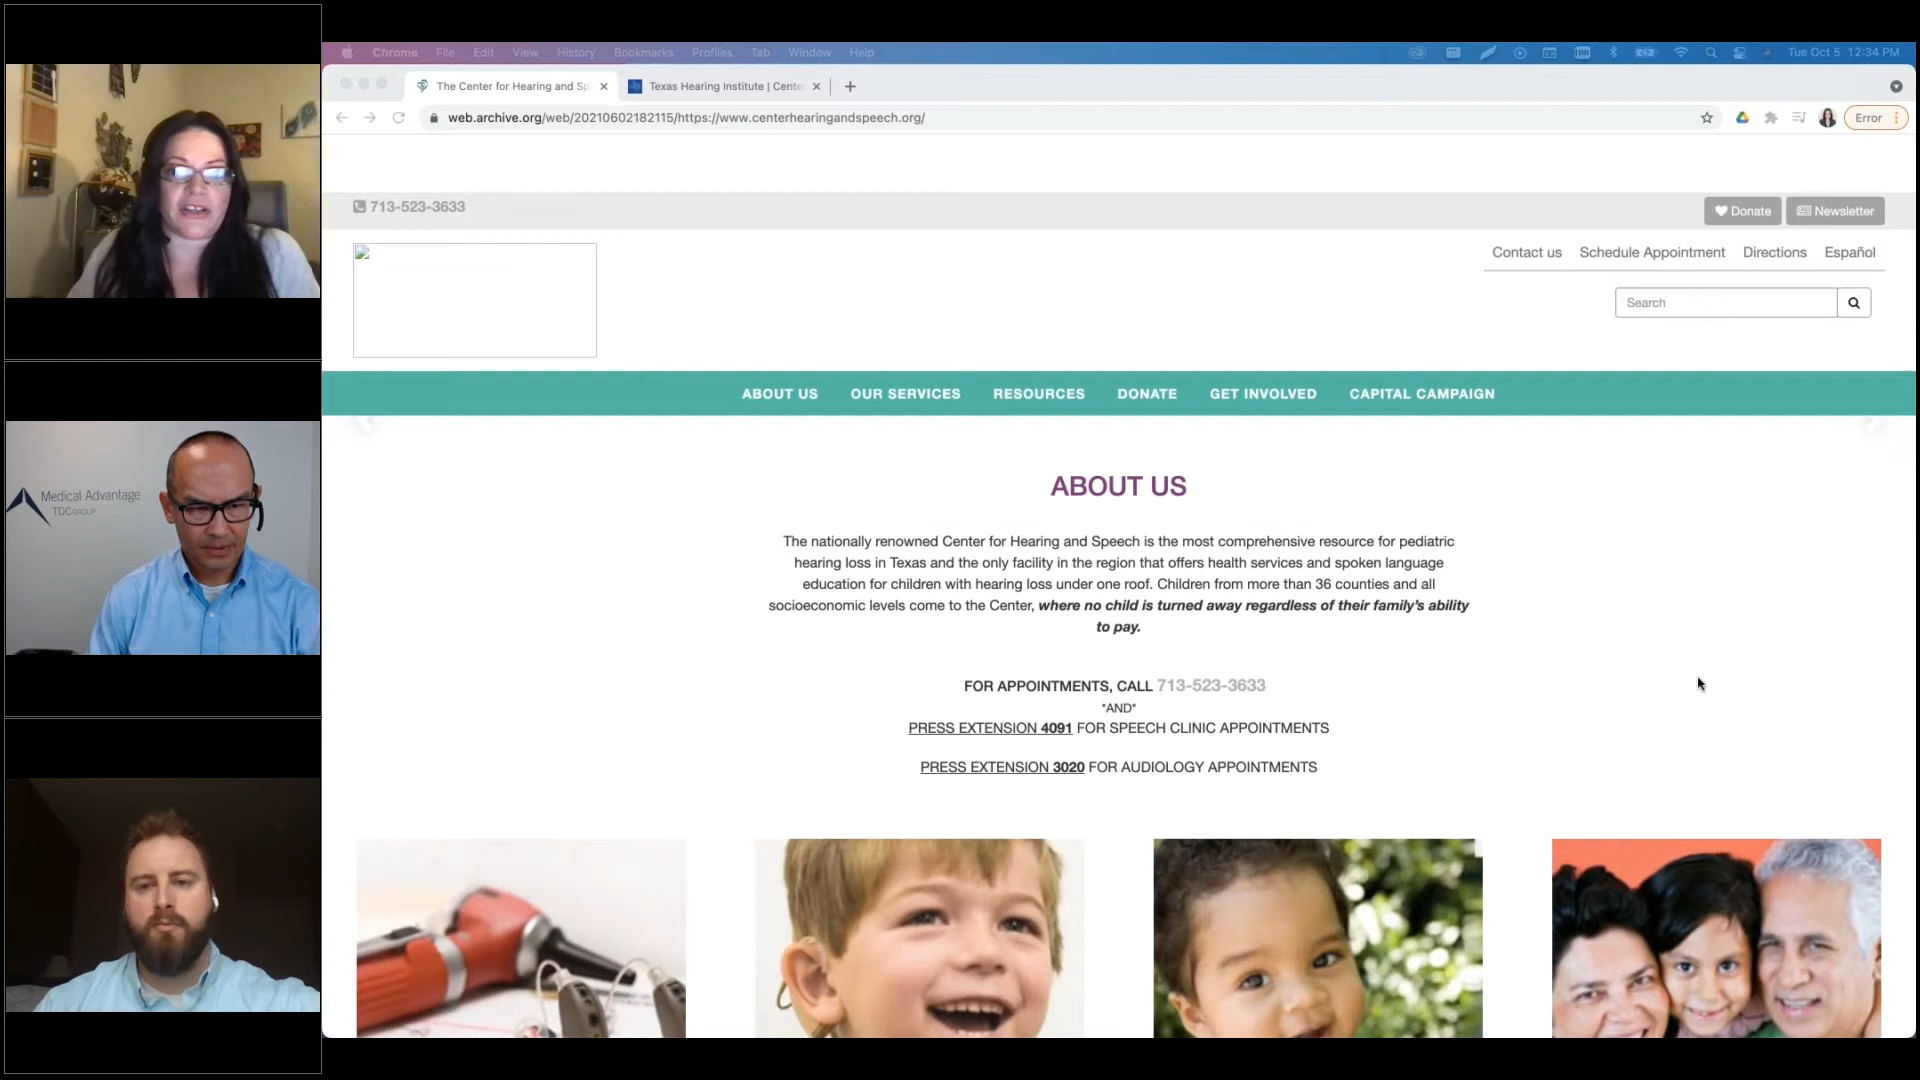 Chrome File Edit View History Bookmarks Profiles Tab Window Help Tue Oct 5 12:34 PM
The Center for Hearing and Sp
Texas Hearing Institute | Cente
web.archive.org/web/20210602182115/https://www.centerhearingandspeech.org/
Error
713-523-3633
Donate
Newsletter
Contact us Schedule Appointment Directions Español
Search
ABOUT US OUR SERVICES RESOURCES DONATE GET INVOLVED CAPITAL CAMPAIGN
ABOUT US
The nationally renowned Center for Hearing and Speech is the most comprehensive resource for pediatric
hearing loss in Texas and the only facility in the region that offers health services and spoken language
education for children with hearing loss under one roof. Children from more than 36 counties and all
socioeconomic levels come to the Center, where no child is turned away regardless of their family's ability
to pay.
FOR APPOINTMENTS, CALL 713-523-3633
*AND*
PRESS EXTENSION 4091 FOR SPEECH CLINIC APPOINTMENTS
PRESS EXTENSION 3020 FOR AUDIOLOGY APPOINTMENTS
Medical Advantage
TDCGROUP